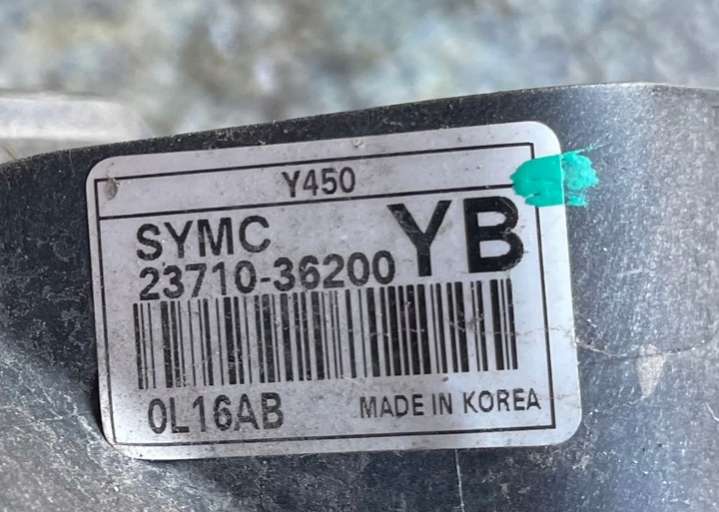 Y450
SYMC
YB
23710-36200
0L16AB
MADE IN KOREA